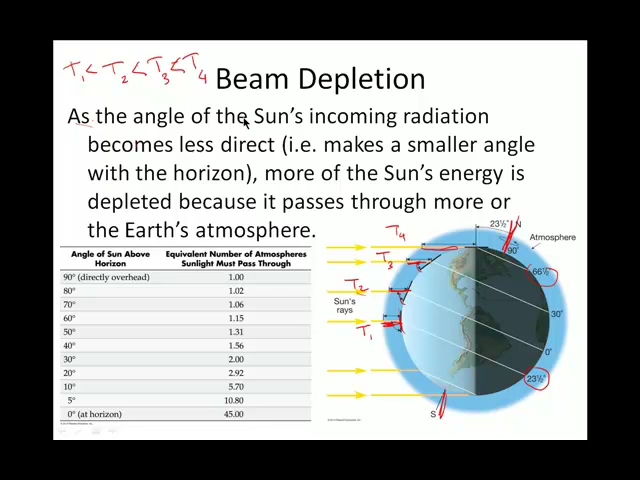 T1 < T2 < T3 < T4
Beam Depletion
As the angle of the Sun's incoming radiation
becomes less direct (i.e. makes a smaller angle
with the horizon), more of the Sun's energy is
depleted because it passes through more or
the Earth's atmosphere.
Angle of Sun Above Horizon Equivalent Number of Atmospheres Sunlight Must Pass Through
90° (directly overhead) 1.00
80° 1.02
70° 1.06
60° 1.15
50° 1.31
40° 1.56
30° 2.00
20° 2.92
10° 5.70
5° 10.80
0° (at horizon) 45.00
T4
T3
T2
Sun's
rays
T1
23½° N
Atmosphere
90°
66½°
30°
0°
23½°
S